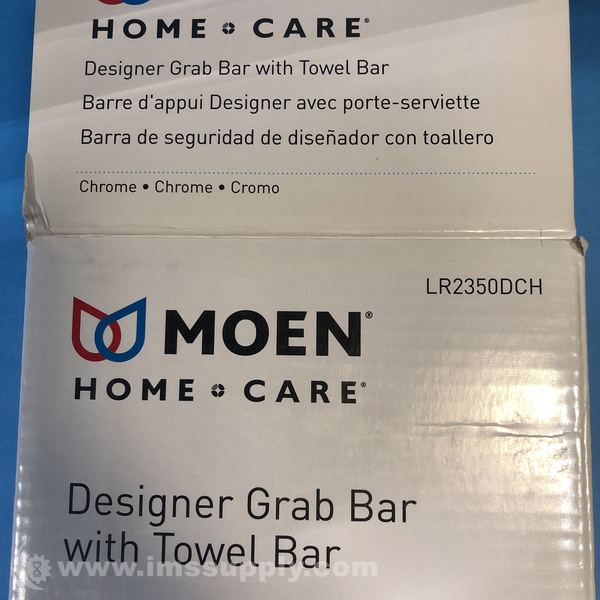 HOME CARE®
Designer Grab Bar with Towel Bar
Barre d'appui Designer avec porte-serviette
Barra de seguridad de diseñador con toallero
Chrome • Chrome • Cromo
LR2350DCH
MOEN®
HOME CARE®
Designer Grab Bar
with Towel Bar
www.imssupply.com